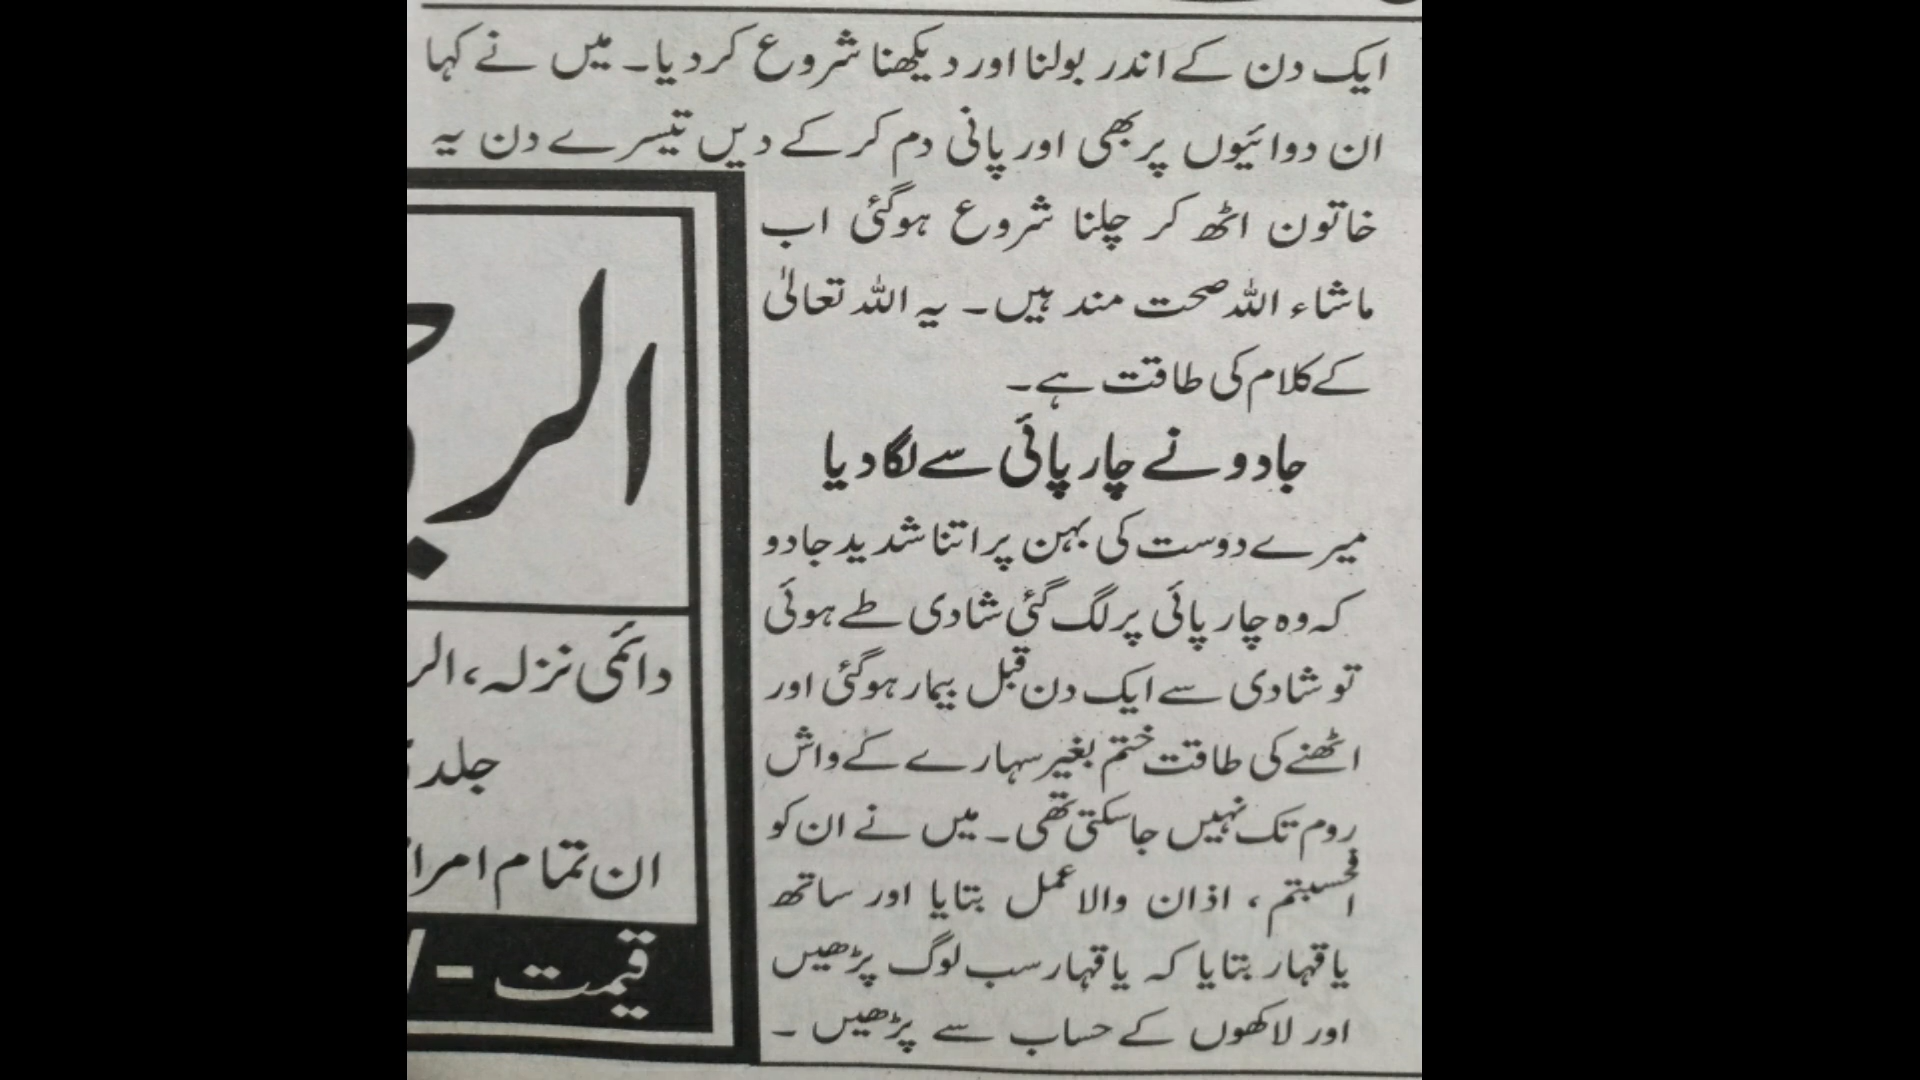 ایک دن کے اندر بولنا اور دیکھنا شروع کردیا۔ میں نے کہا
ان دوائیوں پر بھی اور پانی دم کر کے دیں تیسرے دن یہ
خاتون اٹھ کر چلنا شروع ہوگئی اب
ماشاء اللہ صحت مند ہیں۔ یہ اللہ تعالیٰ
کے کلام کی طاقت ہے۔
جادو نے چارپائی سے لگا دیا
میرے دوست کی بہن پر اتنا شدید جادو
کہ وہ چارپائی پر لگ گئی شادی طے ہوئی
تو شادی سے ایک دن قبل بیمار ہوگئی اور
اٹھنے کی طاقت ختم بغیر سہارے کے واش
روم تک نہیں جاسکتی تھی۔ میں نے ان کو
افحسبتم، اذان والا عمل بتایا اور ساتھ
یاقہار بتایا کہ یاقہار سب لوگ پڑھیں
اور لاکھوں کے حساب سے پڑھیں۔
دائمی نزلہ، الر
جلد
ان تمام امرا
قیمت -/